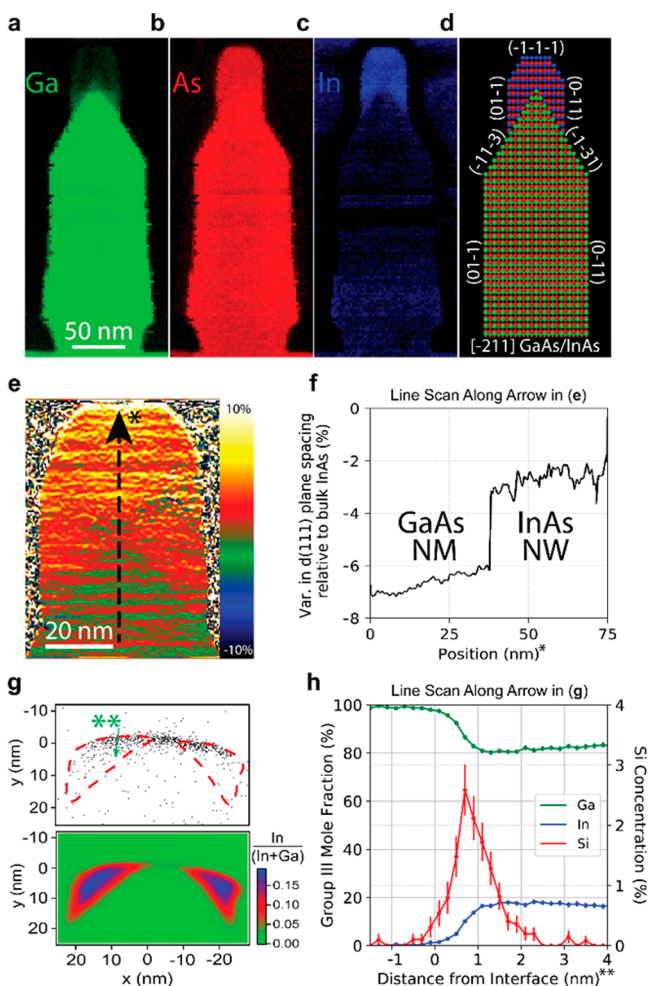 a
b
c
d
Ga
As
In
50 nm
(-1-1-1)
(01-1)
(0-11)
(-11-3)
(-1-31)
(01-1)
(0-11)
[-211] GaAs/InAs
e
10%
*
20 nm
-10%
f
Line Scan Along Arrow in (e)
Var. in d(111) plane spacing
relative to bulk InAs (%)
0
-2
-4
-6
-8
GaAs
NM
InAs
NW
0
25
50
75
Position (nm)*
g
-10
0
10
20
y (nm)
**
-10
0
10
20
y (nm)
20
10
0
-10
-20
x (nm)
In
(In+Ga)
0.15
0.10
0.05
0.00
h
Line Scan Along Arrow in (g)
Group III Mole Fraction (%)
100
80
60
40
20
0
Ga
In
Si
4
3
2
1
0
Si Concentration (%)
-1
0
1
2
3
4
Distance from Interface (nm)**